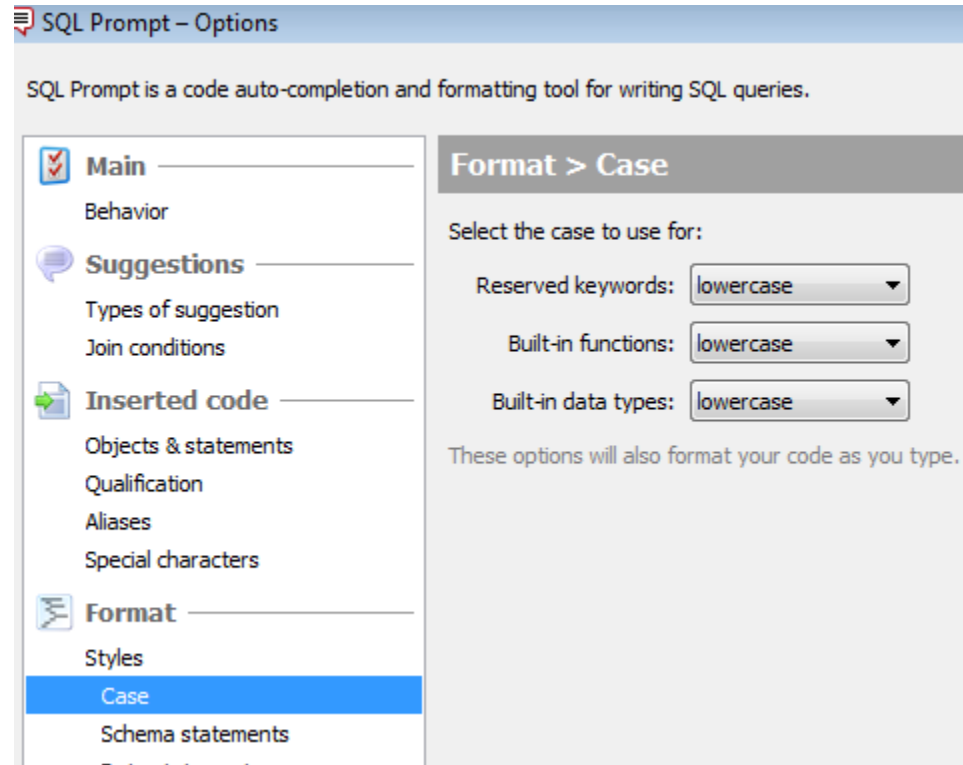 SQL Prompt – Options
SQL Prompt is a code auto-completion and formatting tool for writing SQL queries.
Main
Behavior
Suggestions
Types of suggestion
Join conditions
Inserted code
Objects & statements
Qualification
Aliases
Special characters
Format
Styles
Case
Schema statements
Format > Case
Select the case to use for:
Reserved keywords: lowercase
Built-in functions: lowercase
Built-in data types: lowercase
These options will also format your code as you type.